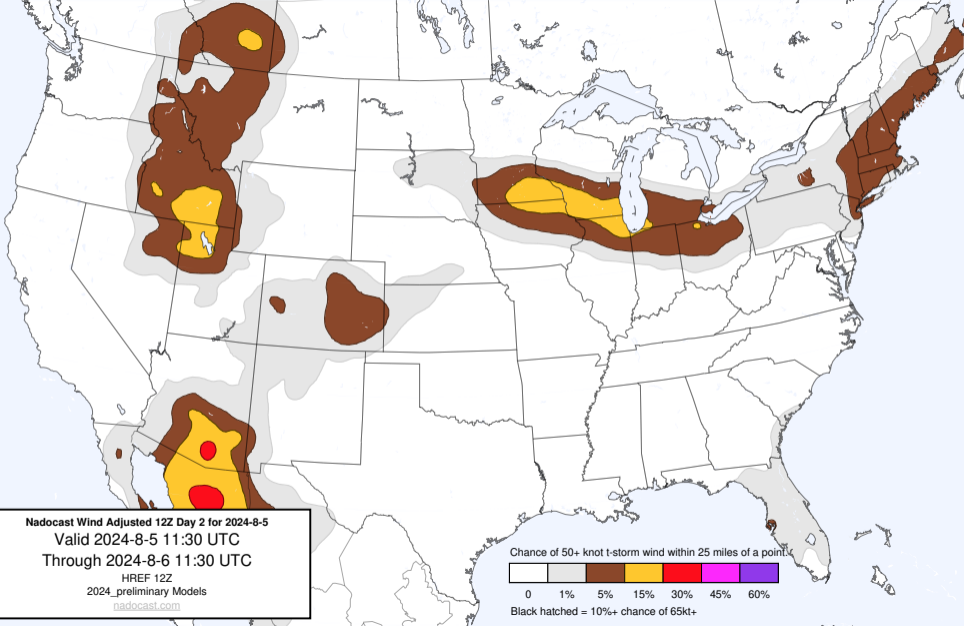 Nadocast Wind Adjusted 12Z Day 2 for 2024-8-5
Valid 2024-8-5 11:30 UTC
Through 2024-8-6 11:30 UTC
HREF 12Z
2024_preliminary Models
nadocast.com
Chance of 50+ knot t-storm wind within 25 miles of a point.
0 1% 5% 15% 30% 45% 60%
Black hatched = 10%+ chance of 65kt+